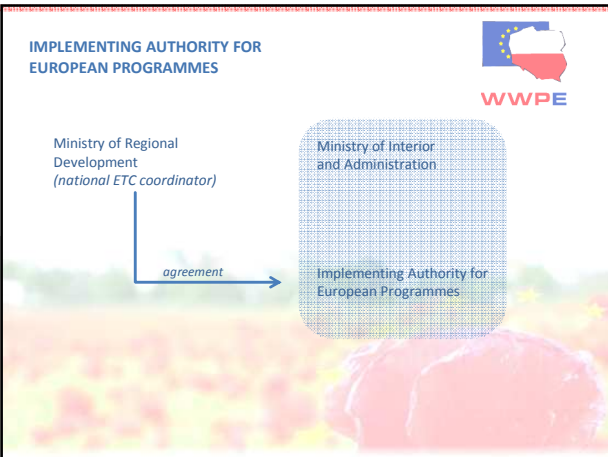 IMPLEMENTING AUTHORITY FOR
EUROPEAN PROGRAMMES
WWPE
Ministry of Regional
Development
(national ETC coordinator)
Ministry of Interior
and Administration
agreement
Implementing Authority for
European Programmes